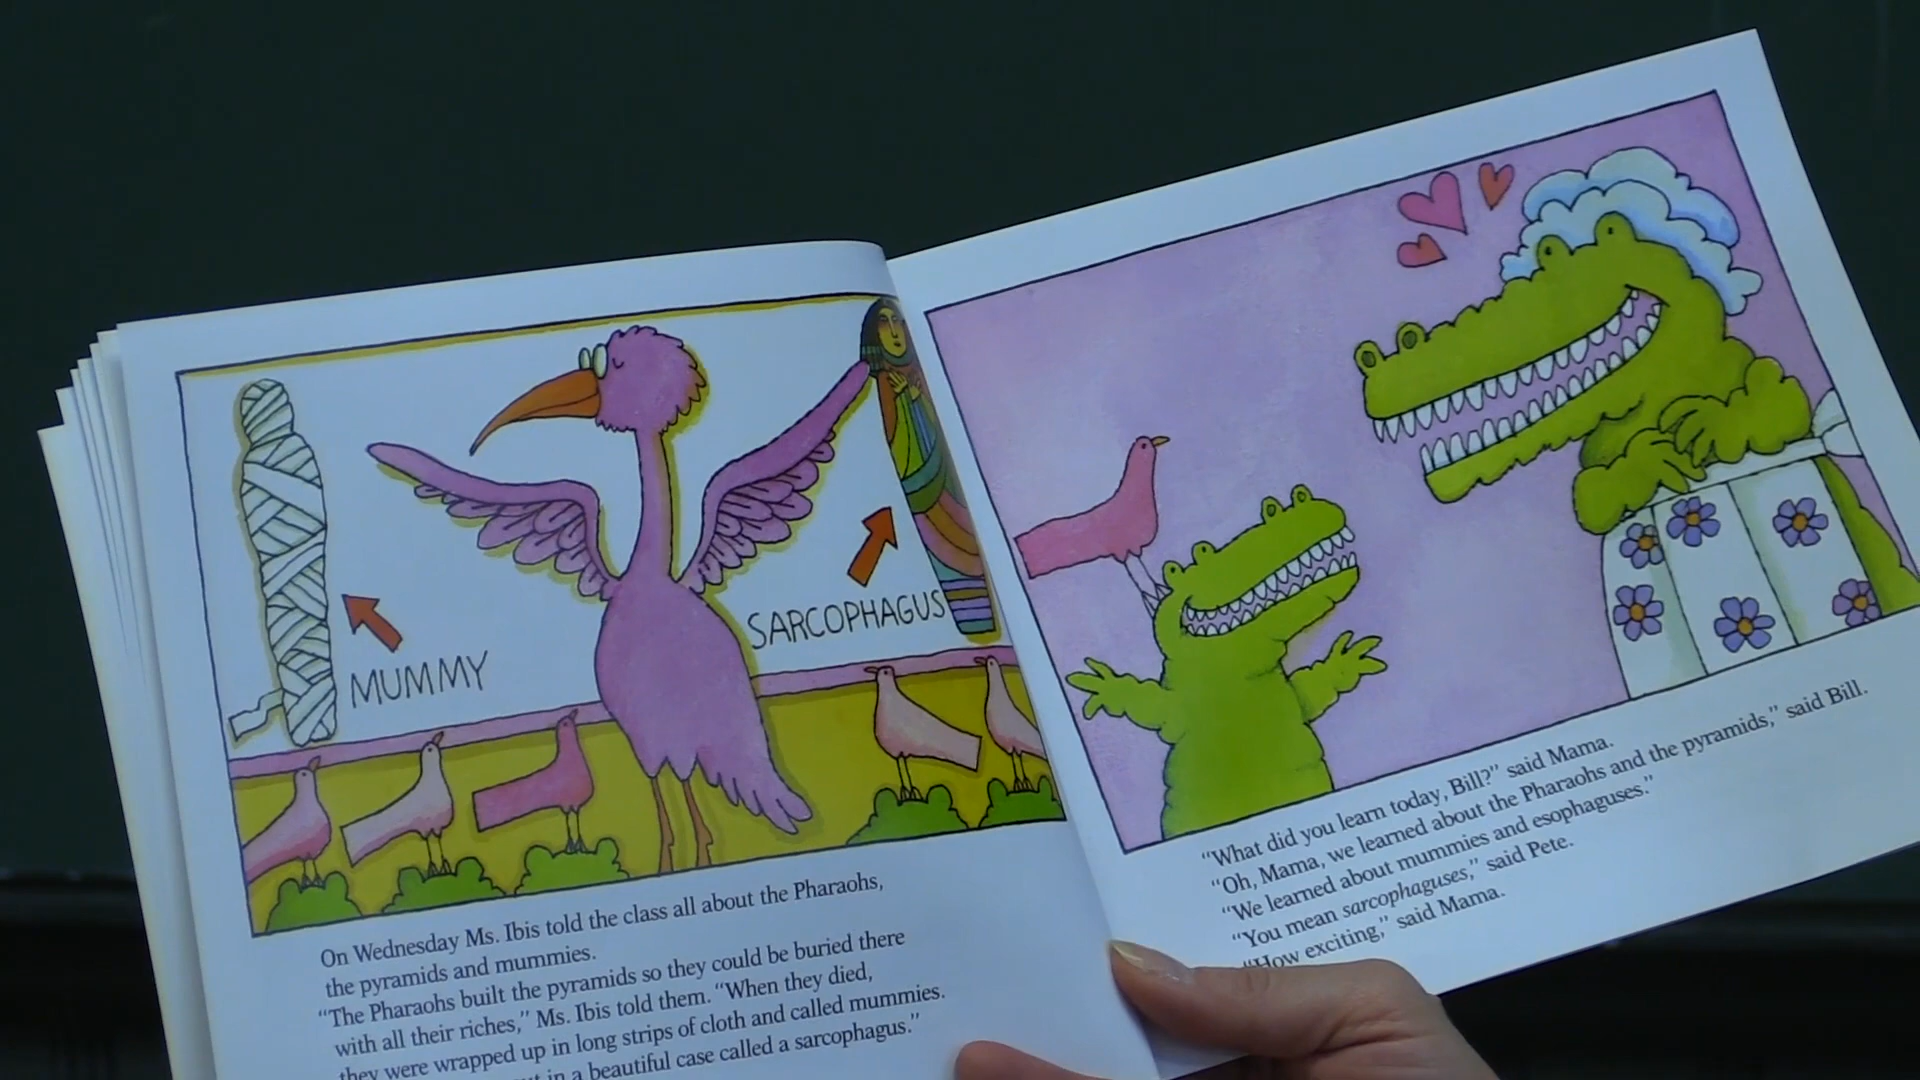 MUMMY
SARCOPHAGUS
On Wednesday Ms. Ibis told the class all about the Pharaohs,
the pyramids and mummies.
“The Pharaohs built the pyramids so they could be buried there
with all their riches,” Ms. Ibis told them. “When they died,
they were wrapped up in long strips of cloth and called mummies.
in a beautiful case called a sarcophagus.”
“What did you learn today, Bill?” said Mama.
“Oh, Mama, we learned about the Pharaohs and the pyramids,” said Bill.
“We learned about mummies and esophaguses.”
“You mean sarcophaguses,” said Pete.
“How exciting,” said Mama.